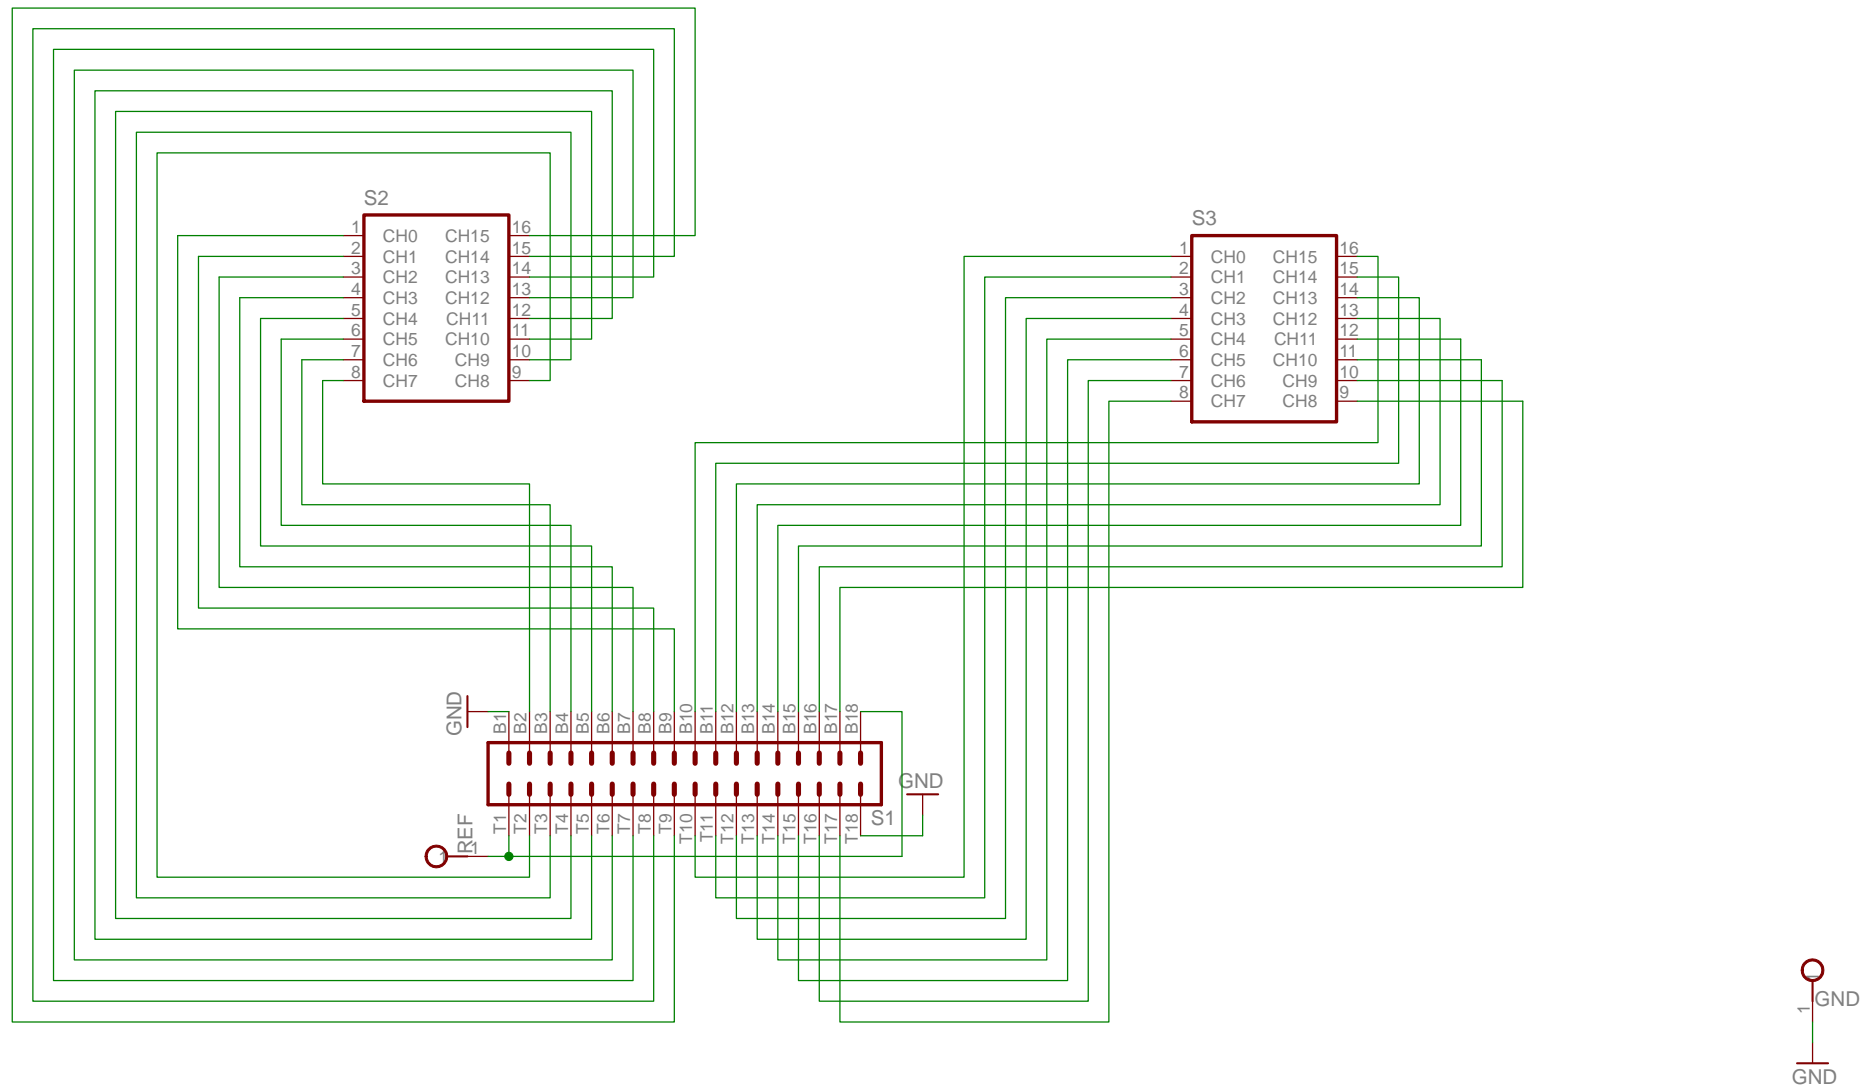 S2
1 CH0 CH15 16
2 CH1 CH14 15
3 CH2 CH13 14
4 CH3 CH12 13
5 CH4 CH11 12
6 CH5 CH10 11
7 CH6 CH9 10
8 CH7 CH8 9
S3
1 CH0 CH15 16
2 CH1 CH14 15
3 CH2 CH13 14
4 CH3 CH12 13
5 CH4 CH11 12
6 CH5 CH10 11
7 CH6 CH9 10
8 CH7 CH8 9
GND
B1 B2 B3 B4 B5 B6 B7 B8 B9 B10 B11 B12 B13 B14 B15 B16 B17 B18
GND
S1
T1 T2 T3 T4 T5 T6 T7 T8 T9 T10 T11 T12 T13 T14 T15 T16 T17 T18
REF
1 1
1
GND
1
GND